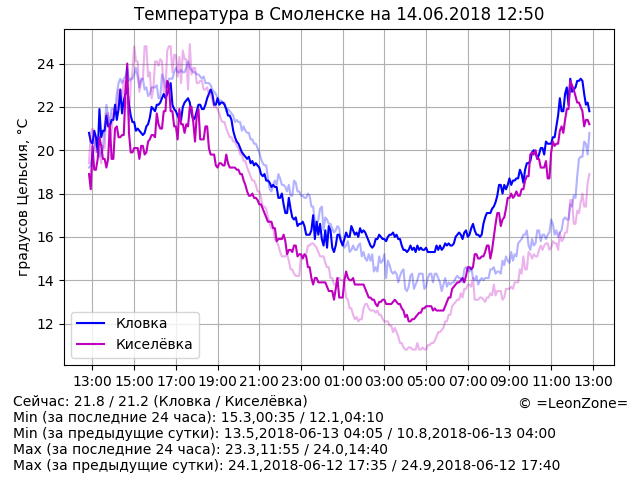 Температура в Смоленске на 14.06.2018 12:50
градусов Цельсия, °C
24
22
20
18
16
14
12
Кловка
Киселёвка
13:00 15:00 17:00 19:00 21:00 23:00 01:00 03:00 05:00 07:00 09:00 11:00 13:00
Сейчас: 21.8 / 21.2 (Кловка / Киселёвка)
© =LeonZone=
Min (за последние 24 часа): 15.3,00:35 / 12.1,04:10
Min (за предыдущие сутки): 13.5,2018-06-13 04:05 / 10.8,2018-06-13 04:00
Max (за последние 24 часа): 23.3,11:55 / 24.0,14:40
Max (за предыдущие сутки): 24.1,2018-06-12 17:35 / 24.9,2018-06-12 17:40